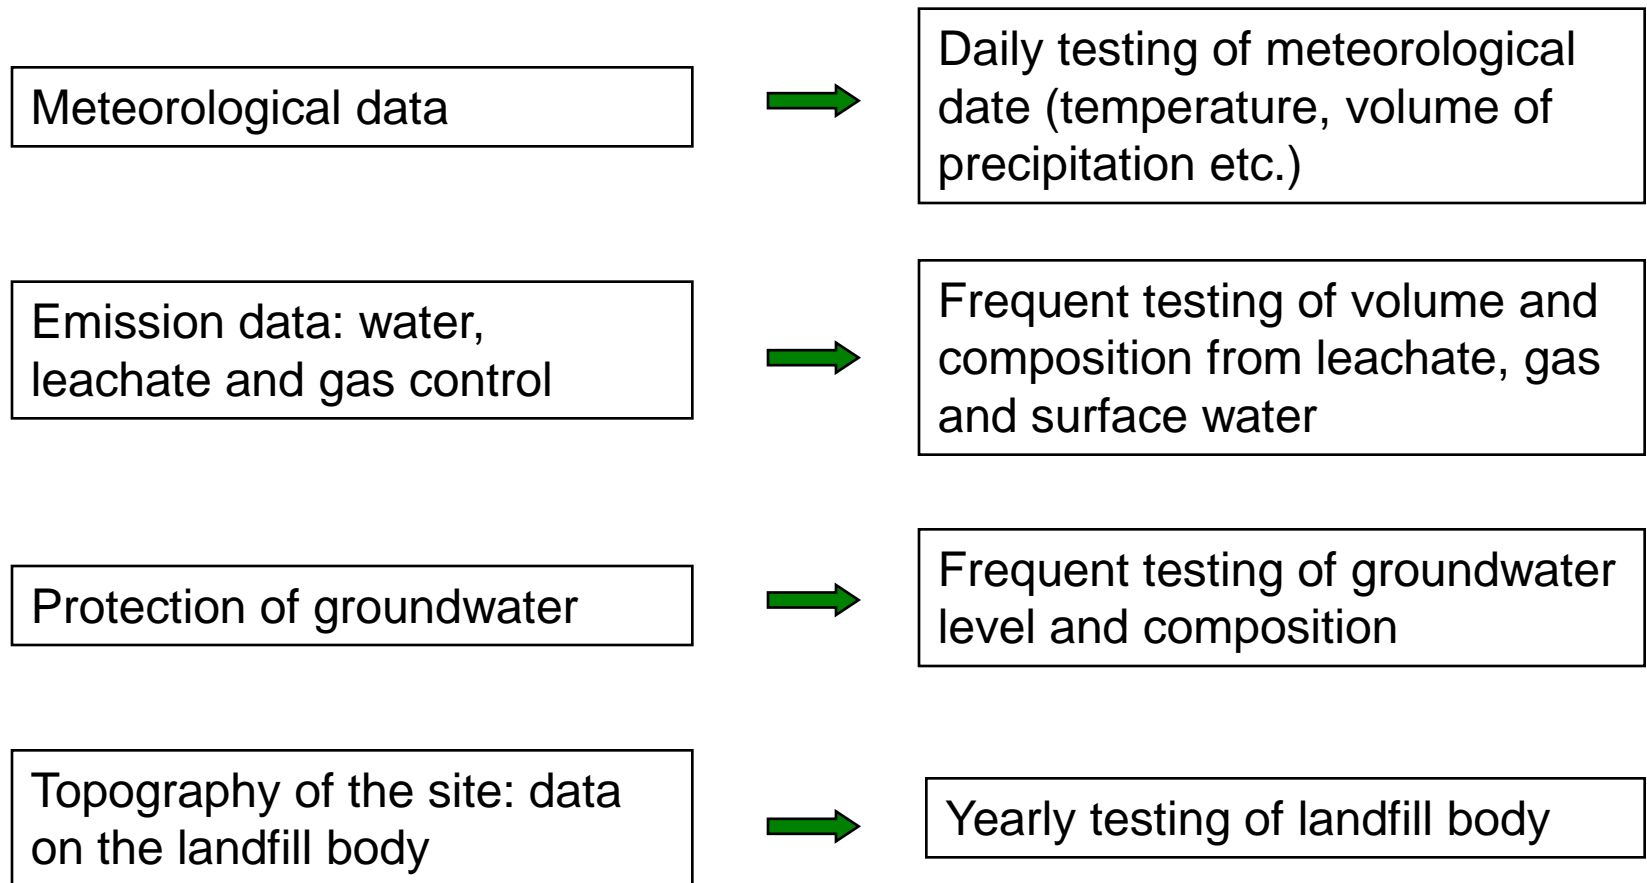 Meteorological data
Daily testing of meteorological
date (temperature, volume of
precipitation etc.)
Emission data: water,
leachate and gas control
Frequent testing of volume and
composition from leachate, gas
and surface water
Protection of groundwater
Frequent testing of groundwater
level and composition
Topography of the site: data
on the landfill body
Yearly testing of landfill body